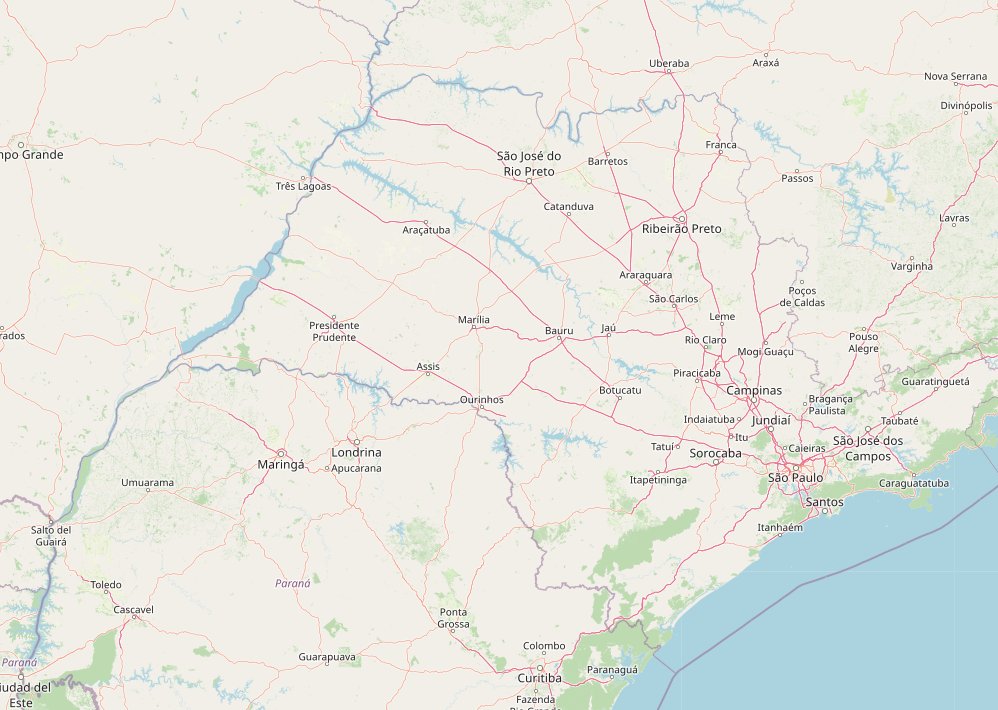 Uberaba
Araxá
Nova Serrana
Divinópolis
mpo Grande
São José do
Rio Preto
Barretos
Franca
Passos
Três Lagoas
Catanduva
Araçatuba
Ribeirão Preto
Lavras
Varginha
Araraquara
São Carlos
Poços
de Caldas
Presidente
Prudente
Marília
Bauru
Jaú
Leme
rados
Rio Claro
Mogi Guaçu
Pouso
Alegre
Assis
Piracicaba
Guaratinguetá
Ourinhos
Botucatu
Campinas
Bragança
Paulista
Indaiatuba
Jundiaí
Taubaté
Itu
São José dos
Campos
Londrina
Tatuí
Sorocaba
Caieiras
Maringá
Apucarana
Itapetininga
São Paulo
Caraguatatuba
Umuarama
Santos
Salto del
Guairá
Itanhaém
Toledo
Paraná
Cascavel
Ponta
Grossa
Colombo
Guarapuava
Paraná
Curitiba
Paranaguá
iudad del
Este
Fazenda
Rio Grande